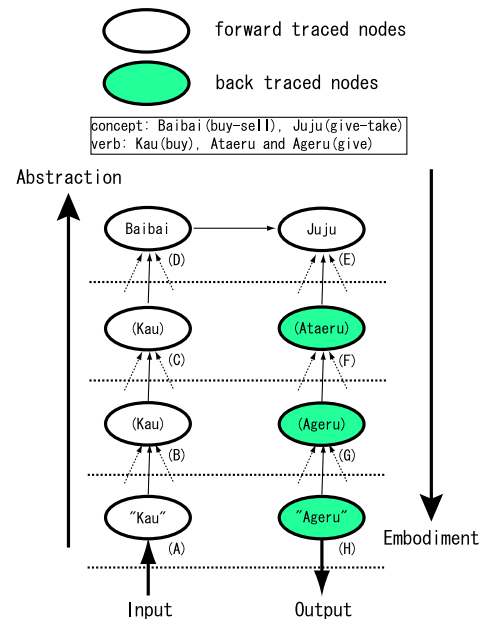 forward traced nodes
back traced nodes
concept: Baibai(buy-sell), Juju(give-take)
verb: Kau(buy), Ataeru and Ageru(give)
Abstraction
Baibai
Juju
(D)
(E)
(Kau)
(Ataeru)
(C)
(F)
(Kau)
(Ageru)
(B)
(G)
"Kau"
"Ageru"
(A)
(H)
Embodiment
Input
Output